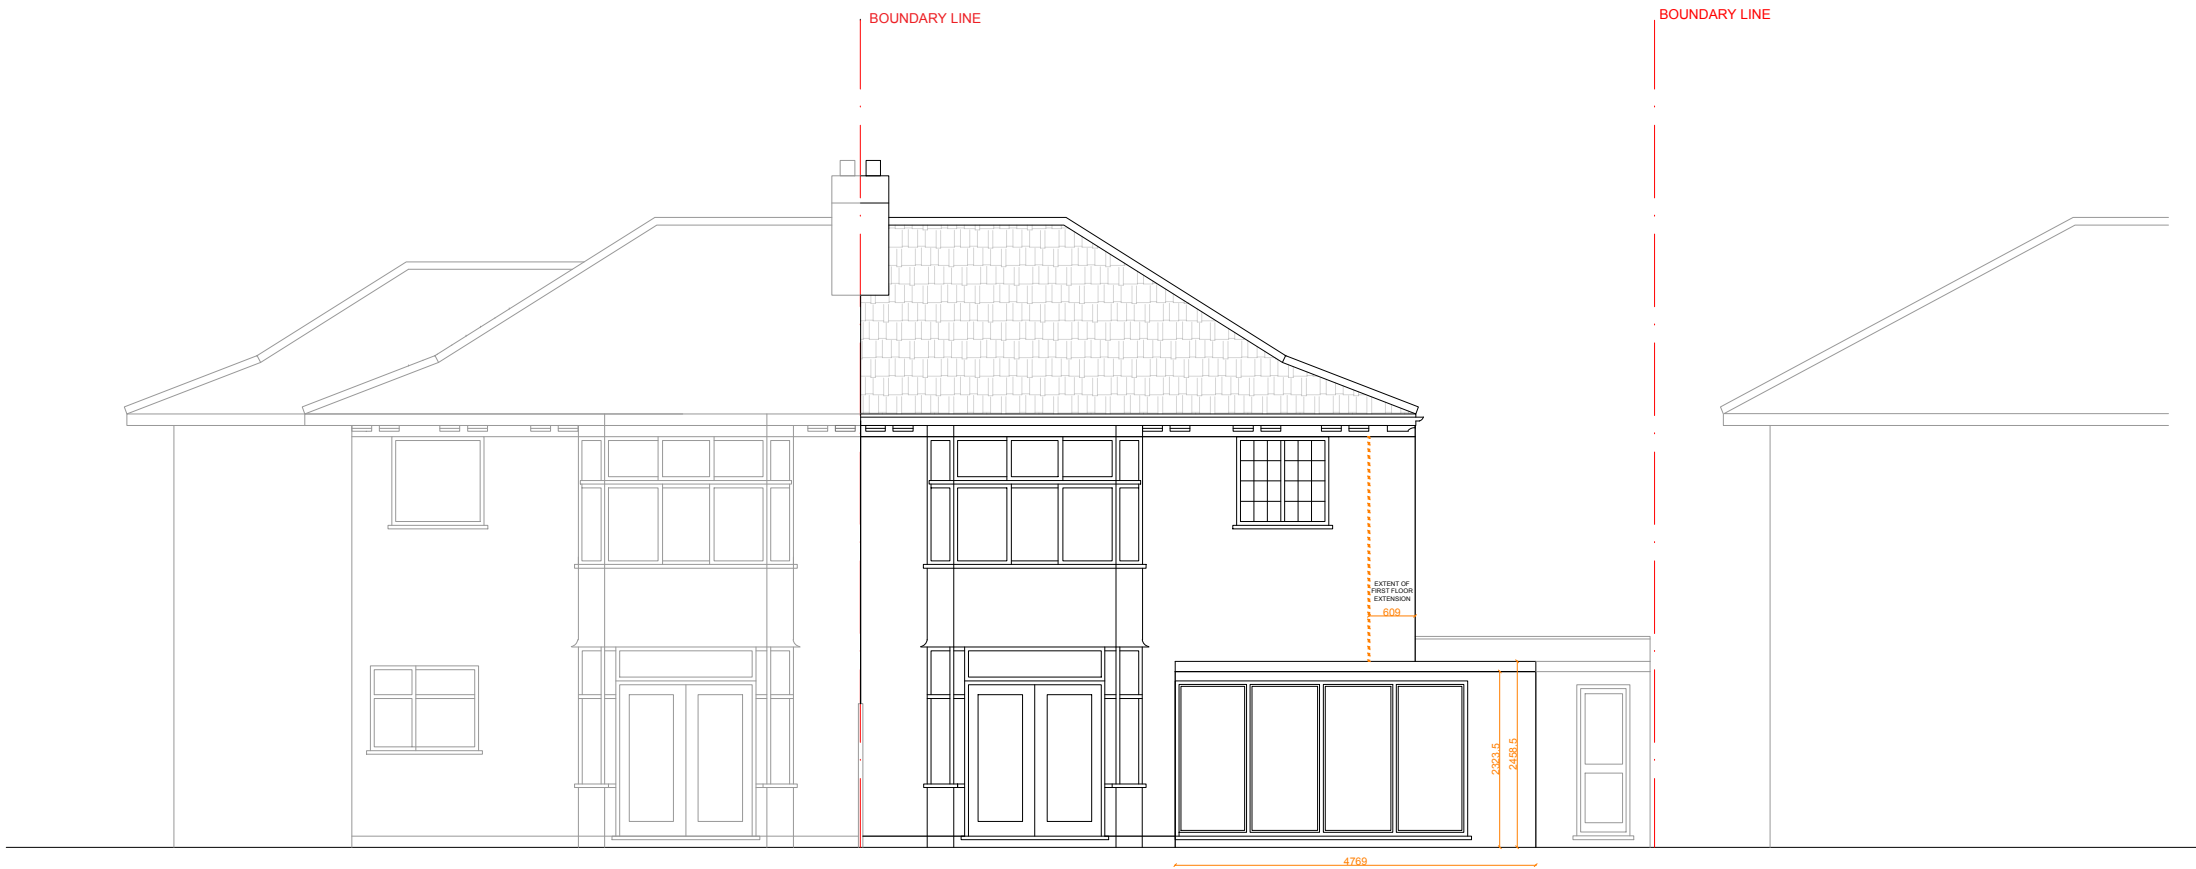 BOUNDARY LINE
BOUNDARY LINE
EXTENT OF
FIRST FLOOR
EXTENSION
609
2323.5
2458.5
4769